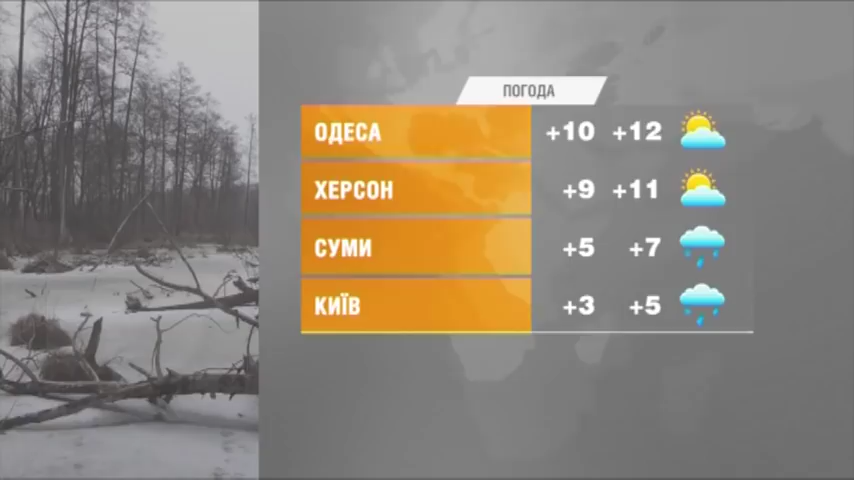 ПОГОДА
ОДЕСА +10 +12
ХЕРСОН +9 +11
СУМИ +5 +7
КИЇВ +3 +5